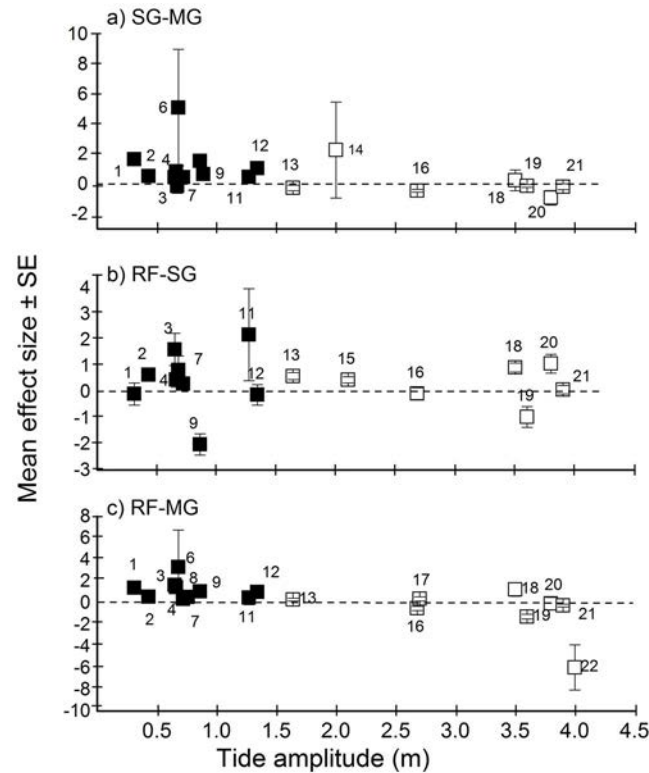 a) SG-MG
10
8
6
4
2
0
-2
1 2 3 4 6 7 9 11 12 13 14 16 18 19 20 21
b) RF-SG
4
3
2
1
0
-1
-2
-3
1 2 3 4 7 9 11 12 13 15 16 18 19 20 21
c) RF-MG
8
6
4
2
0
-2
-4
-6
-8
-10
1 2 3 4 6 7 8 9 11 12 13 16 17 18 19 20 21 22
0.5 1.0 1.5 2.0 2.5 3.0 3.5 4.0 4.5
Tide amplitude (m)
Mean effect size ± SE